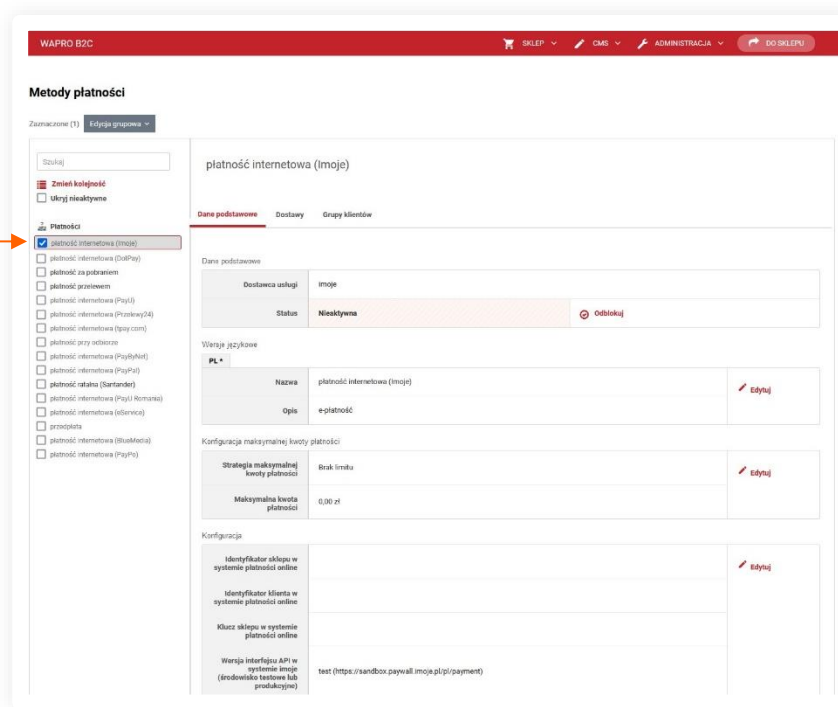 WAPRO B2C
SKLEP
CMS
ADMINISTRACJA
DO SKLEPU
Metody płatności
Zaznaczone (1)
Edycja grupowa
Szukaj
Zmień kolejność
Ukryj nieaktywne
Płatności
płatność internetowa (Imoje)
płatność internetowa (DotPay)
płatność za pobraniem
płatność przelewem
płatność internetowa (PayU)
płatność internetowa (Przelewy24)
płatność internetowa (tpay.com)
płatność przy odbiorze
płatność internetowa (PayByNet)
płatność internetowa (PayPal)
płatność ratalna (Santander)
płatność internetowa (PayU Romania)
płatność internetowa (eService)
przedpłata
płatność internetowa (BlueMedia)
płatność internetowa (PayPo)
płatność internetowa (Imoje)
Dane podstawowe
Dostawy
Grupy klientów
Dane podstawowe
Dostawca usługi
imoje
Status
Nieaktywna
Odblokuj
Wersje językowe
PL *
Nazwa
płatność internetowa (Imoje)
Edytuj
Opis
e-płatność
Konfiguracja maksymalnej kwoty płatności
Strategia maksymalnej
kwoty płatności
Brak limitu
Edytuj
Maksymalna kwota
płatności
0,00 zł
Konfiguracja
Identyfikator sklepu w
systemie płatności online
Edytuj
Identyfikator klienta w
systemie płatności online
Klucz sklepu w systemie
płatności online
Wersja interfejsu API w
systemie imoje
(środowisko testowe lub
produkcyjne)
test (https://sandbox.paywall.imoje.pl/pl/payment)